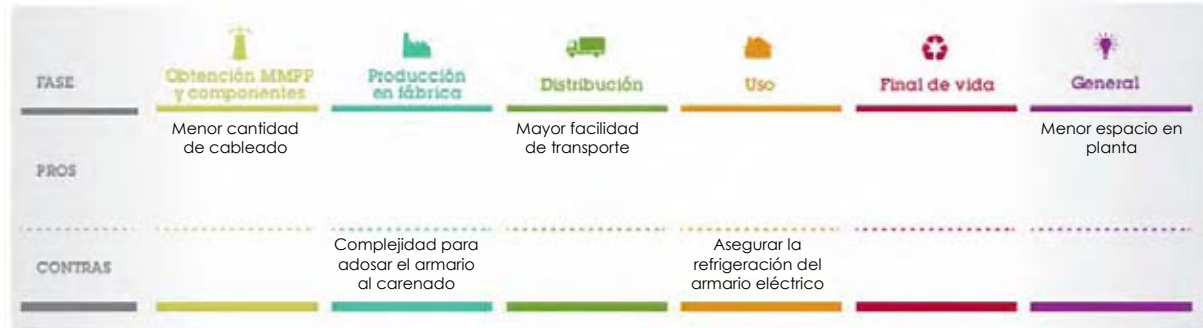 FASE
Obtención MMPP
y componentes
Producción
en fábrica
Distribución
Uso
Final de vida
General
PROS
Menor cantidad
de cableado
Mayor facilidad
de transporte
Menor espacio en
planta
CONTRAS
Complejidad para
adosar el armario
al carenado
Asegurar la
refrigeración del
armario eléctrico